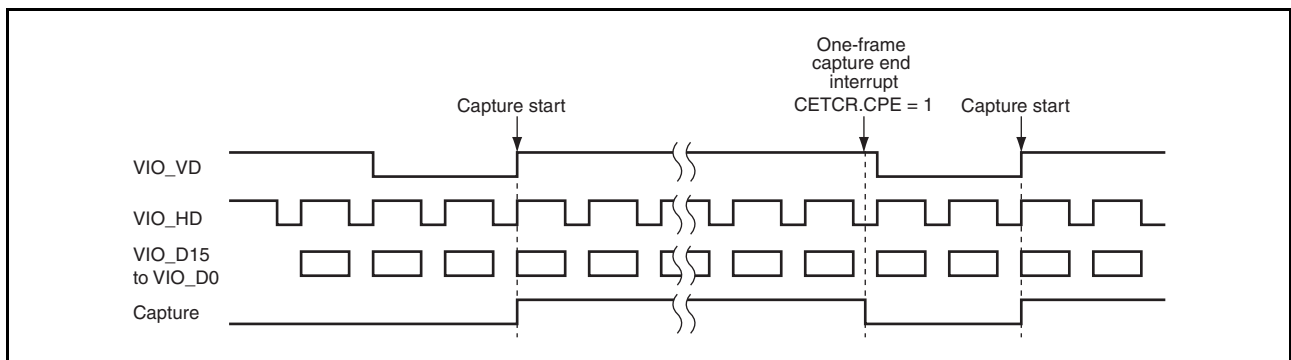 One-frame
capture end
interrupt
Capture start
CETCR.CPE = 1
Capture start
VIO_VD
VIO_HD
VIO_D15
to VIO_D0
Capture